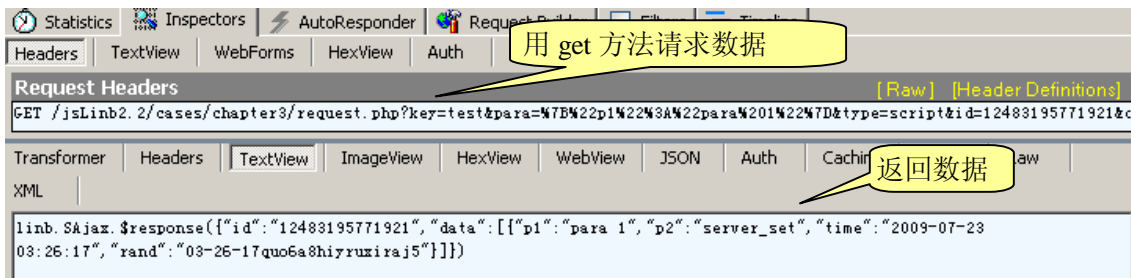 Statistics Inspectors AutoResponder Request Builder Filters Timeline
Headers TextView WebForms HexView Auth
用 get 方法请求数据
Request Headers [ Raw ] [Header Definitions]
GET /jsLinb2.2/cases/chapter3/request.php?key=test&para=%7B%22p1%22%3A%22para%201%22%7D&type=script&id=12483195771921&c
Transformer Headers TextView ImageView HexView WebView JSON Auth
返回数据
XML
linb.SAjax.$response({"id":"12483195771921","data":[{"p1":"para 1","p2":"server_set","time":"2009-07-23
03:26:17","rand":"03-26-17quo6a8hiyruxiraj5"}]})